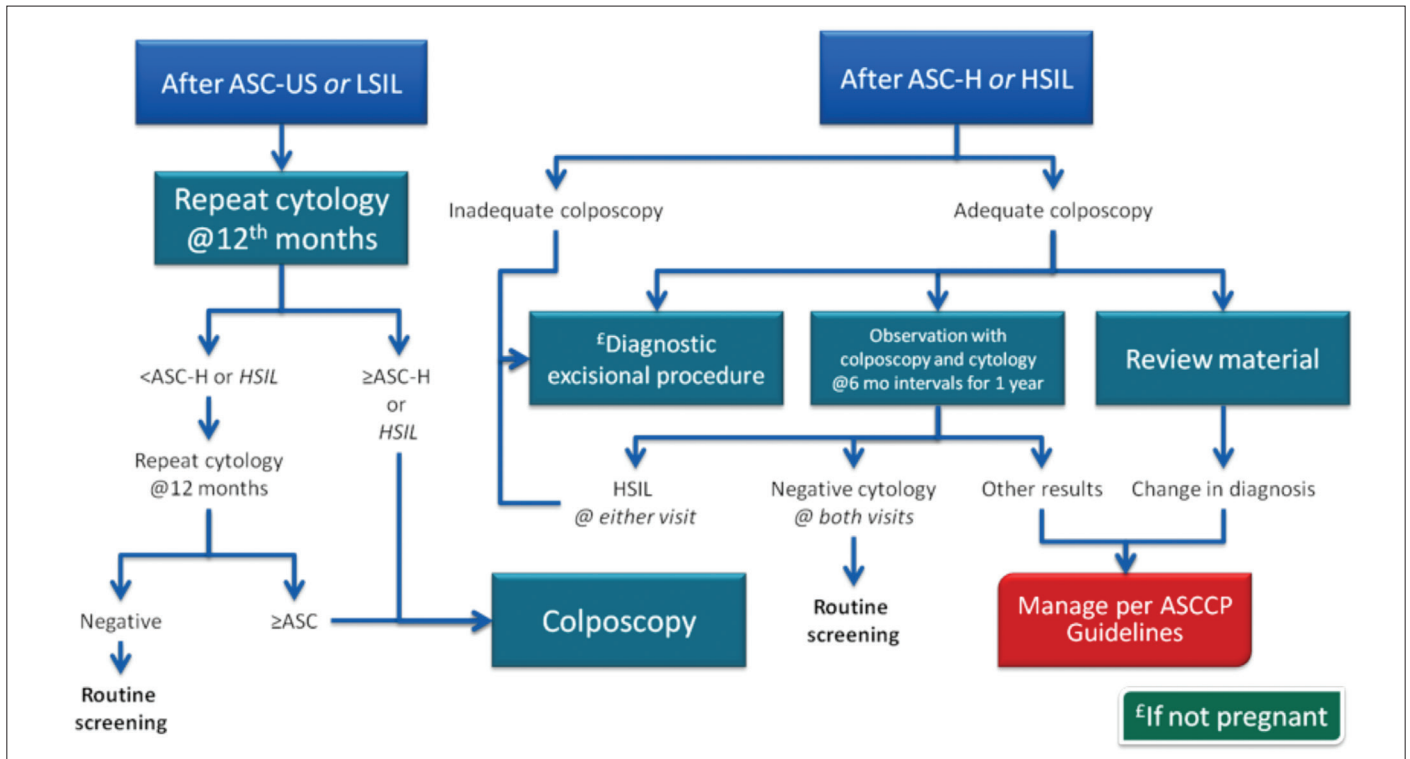 After ASC-US or LSIL
Repeat cytology
@12th months
<ASC-H or HSIL
≥ASC-H
or
HSIL
Repeat cytology
@12 months
Negative
≥ASC
Routine
screening
Colposcopy
After ASC-H or HSIL
Inadequate colposcopy
Adequate colposcopy
£Diagnostic
excisional procedure
Observation with
colposcopy and cytology
@6 mo intervals for 1 year
Review material
HSIL
@ either visit
Negative cytology
@ both visits
Other results
Change in diagnosis
Routine
screening
Manage per ASCCP
Guidelines
£If not pregnant